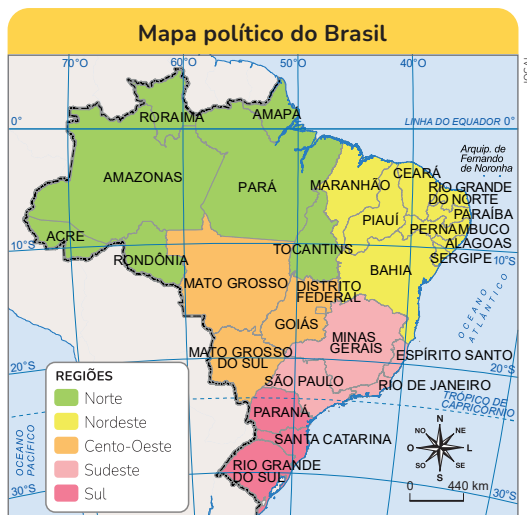 Mapa político do Brasil
70°O
60°O
50°O
40°O
RORAIMA
AMAPÁ
0°
LINHA DO EQUADOR 0°
Arquip. de
Fernando
de Noronha
AMAZONAS
PARÁ
MARANHÃO
CEARÁ
RIO GRANDE
DO NORTE
PARAÍBA
PIAUÍ
PERNAMBUCO
ALAGOAS
SERGIPE
ACRE
10°S
10°S
RONDÔNIA
TOCANTINS
BAHIA
MATO GROSSO
DISTRITO
FEDERAL
GOIÁS
OCEANO
ATLÂNTICO
MINAS
GERAIS
MATO GROSSO
DO SUL
ESPÍRITO SANTO
20°S
20°S
SÃO PAULO
RIO DE JANEIRO
TRÓPICO DE
CAPRICÓRNIO
PARANÁ
SANTA CATARINA
RIO GRANDE
DO SUL
REGIÕES
Norte
Nordeste
Cento-Oeste
Sudeste
Sul
OCEANO
PACÍFICO
30°S
30°S
N
NO
NE
O
L
SO
SE
S
0
440 km